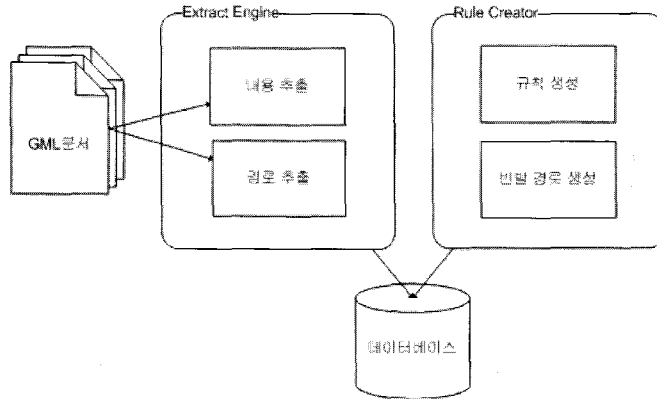 Extract Engine
Rule Creator
GML문서
내용 추출
경로 추출
규칙 생성
빈발 경로 생성
데이터베이스